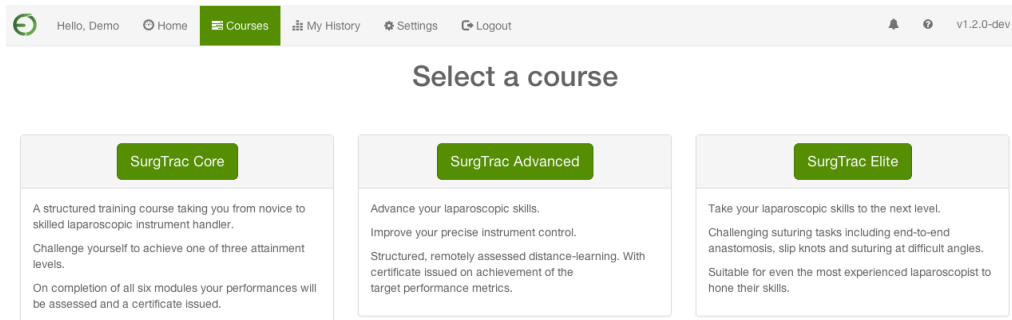 Hello, Demo Home Courses My History Settings Logout v1.2.0-dev
Select a course
SurgTrac Core
A structured training course taking you from novice to
skilled laparoscopic instrument handler.
Challenge yourself to achieve one of three attainment
levels.
On completion of all six modules your performances will
be assessed and a certificate issued.
SurgTrac Advanced
Advance your laparoscopic skills.
Improve your precise instrument control.
Structured, remotely assessed distance-learning. With
certificate issued on achievement of the
target performance metrics.
SurgTrac Elite
Take your laparoscopic skills to the next level.
Challenging suturing tasks including end-to-end
anastomosis, slip knots and suturing at difficult angles.
Suitable for even the most experienced laparoscopist to
hone their skills.